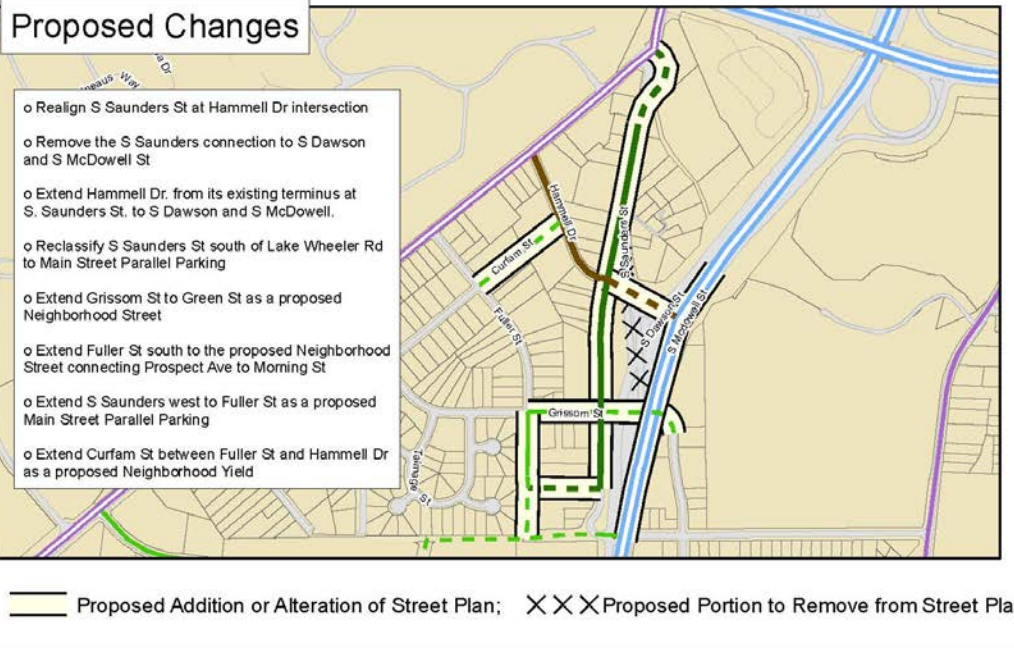 Proposed Changes
a Dr
neaus Way
o Realign S Saunders St at Hammell Dr intersection
o Remove the S Saunders connection to S Dawson
and S McDowell St
o Extend Hammell Dr. from its existing terminus at
S. Saunders St. to S Dawson and S McDowell.
o Reclassify S Saunders St south of Lake Wheeler Rd
to Main Street Parallel Parking
o Extend Grissom St to Green St as a proposed
Neighborhood Street
o Extend Fuller St south to the proposed Neighborhood
Street connecting Prospect Ave to Morning St
o Extend S Saunders west to Fuller St as a proposed
Main Street Parallel Parking
o Extend Curfam St between Fuller St and Hammell Dr
as a proposed Neighborhood Yield
Hammell Dr
S Saunders St
Curfam St
Fuller St
S Dawson St
S Mcdowell St
Grissom St
Talmage St
Proposed Addition or Alteration of Street Plan;
Proposed Portion to Remove from Street Pla